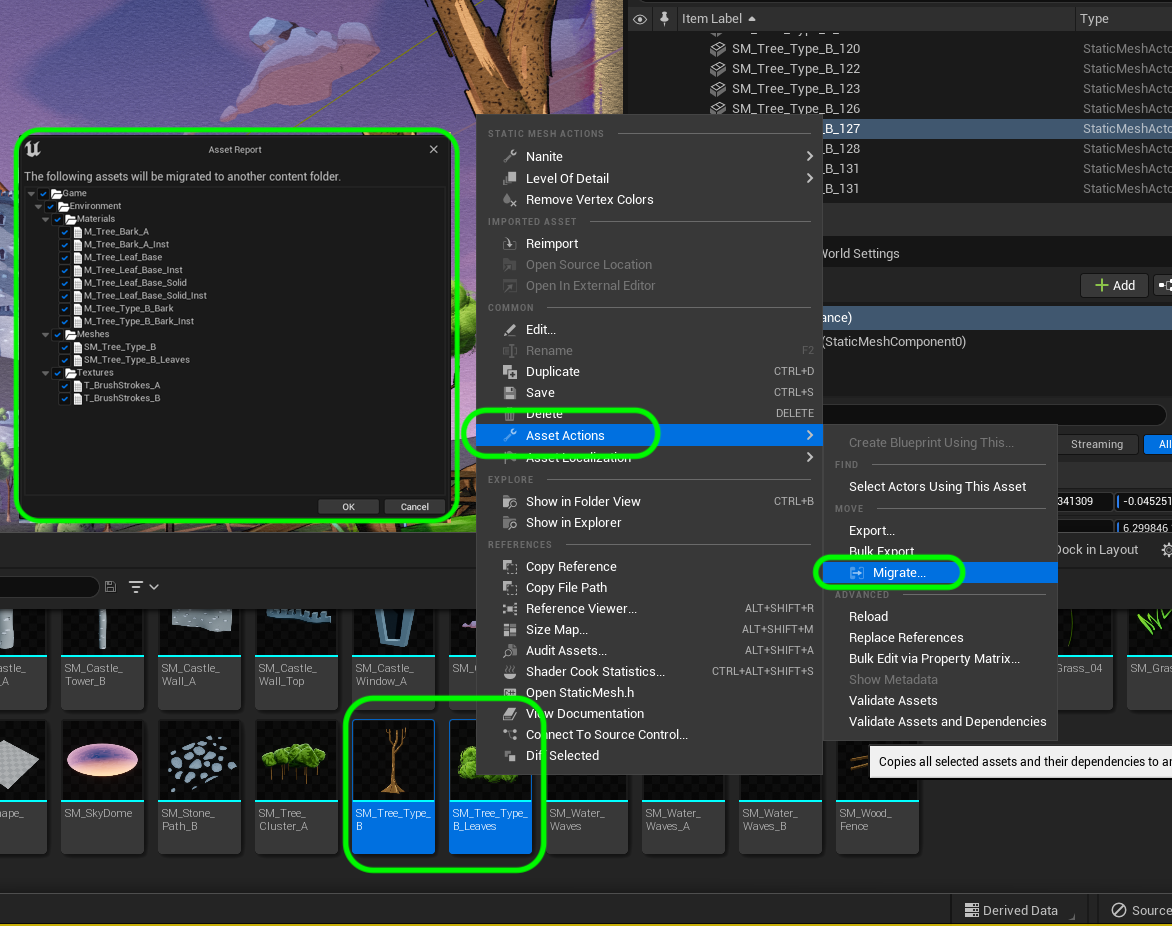 Item Label
Type
SM_Tree_Type_B_120
StaticMeshActo
SM_Tree_Type_B_122
StaticMeshActo
SM_Tree_Type_B_123
StaticMeshActo
SM_Tree_Type_B_126
StaticMeshActo
B_127
StaticMeshActo
B_128
StaticMeshActo
B_131
StaticMeshActo
B_131
StaticMeshActo
World Settings
Add
ance)
(StaticMeshComponent0)
Streaming
All
341309
-0.045251
6.299846
Dock in Layout
Asset Report
The following assets will be migrated to another content folder.
Game
Environment
Materials
M_Tree_Bark_A
M_Tree_Bark_A_Inst
M_Tree_Leaf_Base
M_Tree_Leaf_Base_Inst
M_Tree_Leaf_Base_Solid
M_Tree_Leaf_Base_Solid_Inst
M_Tree_Type_B_Bark
M_Tree_Type_B_Bark_Inst
Meshes
SM_Tree_Type_B
SM_Tree_Type_B_Leaves
Textures
T_BrushStrokes_A
T_BrushStrokes_B
OK
Cancel
STATIC MESH ACTIONS
Nanite
Level Of Detail
Remove Vertex Colors
IMPORTED ASSET
Reimport
Open Source Location
Open In External Editor
COMMON
Edit...
Rename
F2
Duplicate
CTRL+D
Save
CTRL+S
Delete
DELETE
Asset Actions
Asset Localization
EXPLORE
Show in Folder View
CTRL+B
Show in Explorer
REFERENCES
Copy Reference
Copy File Path
Reference Viewer...
ALT+SHIFT+R
Size Map...
ALT+SHIFT+M
Audit Assets...
ALT+SHIFT+A
Shader Cook Statistics...
CTRL+ALT+SHIFT+S
Open StaticMesh.h
View Documentation
Connect To Source Control...
Diff Selected
Create Blueprint Using This...
FIND
Select Actors Using This Asset
MOVE
Export...
Bulk Export
Migrate...
ADVANCED
Reload
Replace References
Bulk Edit via Property Matrix...
Show Metadata
Validate Assets
Validate Assets and Dependencies
Copies all selected assets and their dependencies to an
astle_
_A
SM_Castle_
Tower_B
SM_Castle_
Wall_A
SM_Castle_
Wall_Top
SM_Castle_
Window_A
Grass_04
SM_Gras
hape_
SM_SkyDome
SM_Stone_
Path_B
SM_Tree_
Cluster_A
SM_Tree_Type_
B
SM_Tree_Type_
B_Leaves
SM_Water_
Waves
SM_Water_
Waves_A
SM_Water_
Waves_B
SM_Wood_
Fence
Derived Data
Source